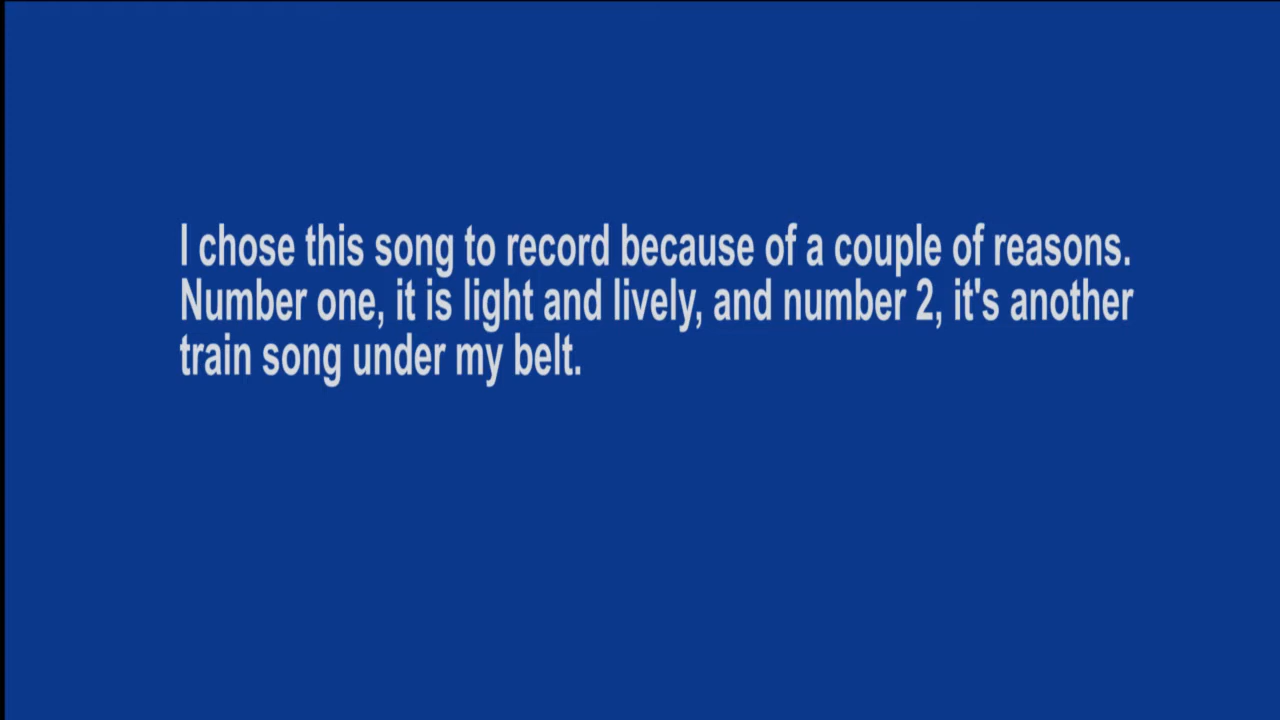 I chose this song to record because of a couple of reasons.
Number one, it is light and lively, and number 2, it's another
train song under my belt.